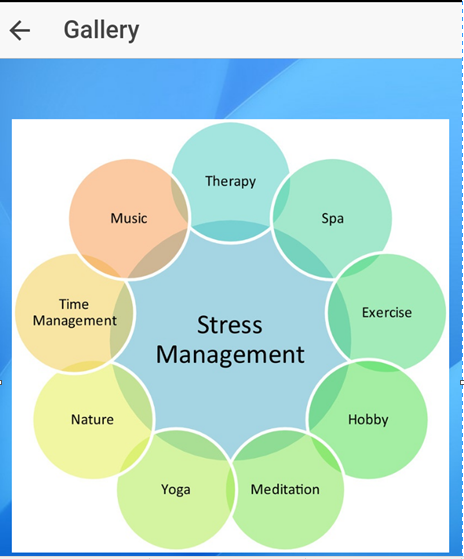 Gallery
Therapy
Spa
Exercise
Hobby
Meditation
Yoga
Nature
Time
Management
Music
Stress
Management